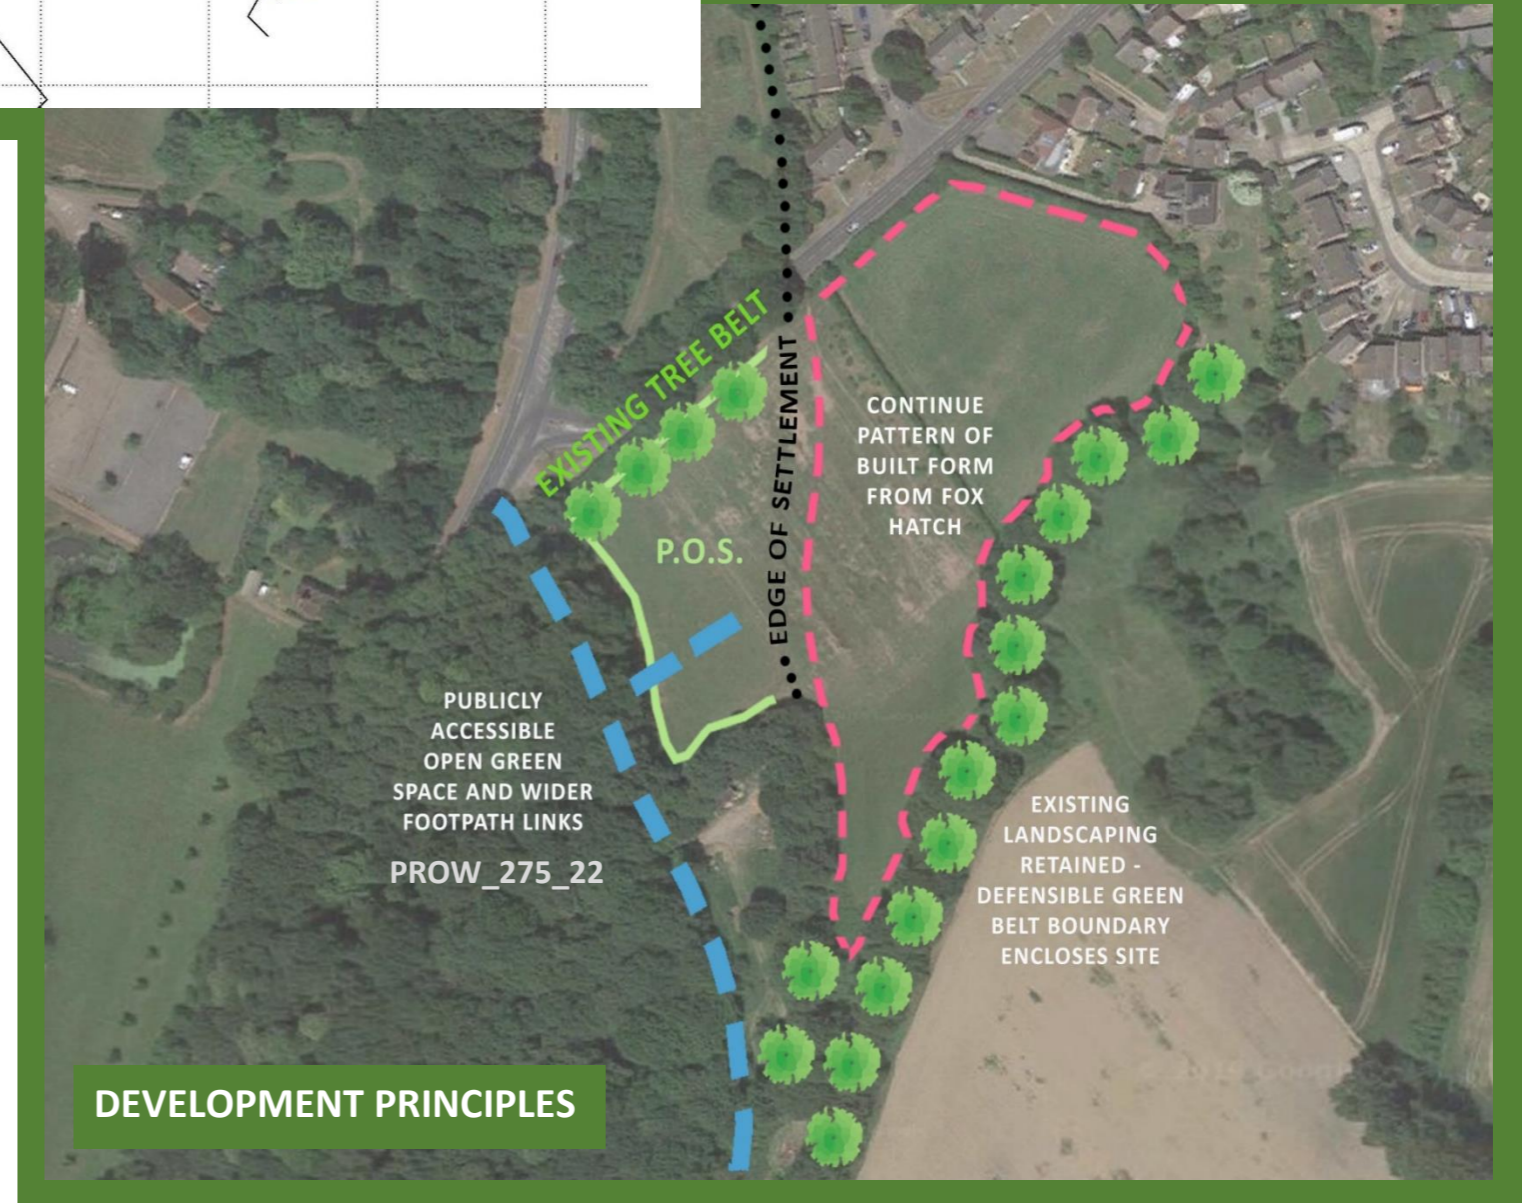 EXISTING TREE BELT
EDGE OF SETTLEMENT
CONTINUE
PATTERN OF
BUILT FORM
FROM FOX
HATCH
P.O.S.
PUBLICLY
ACCESSIBLE
OPEN GREEN
SPACE AND WIDER
FOOTPATH LINKS
PROW_275_22
EXISTING
LANDSCAPING
RETAINED -
DEFENSIBLE GREEN
BELT BOUNDARY
ENCLOSES SITE
DEVELOPMENT PRINCIPLES